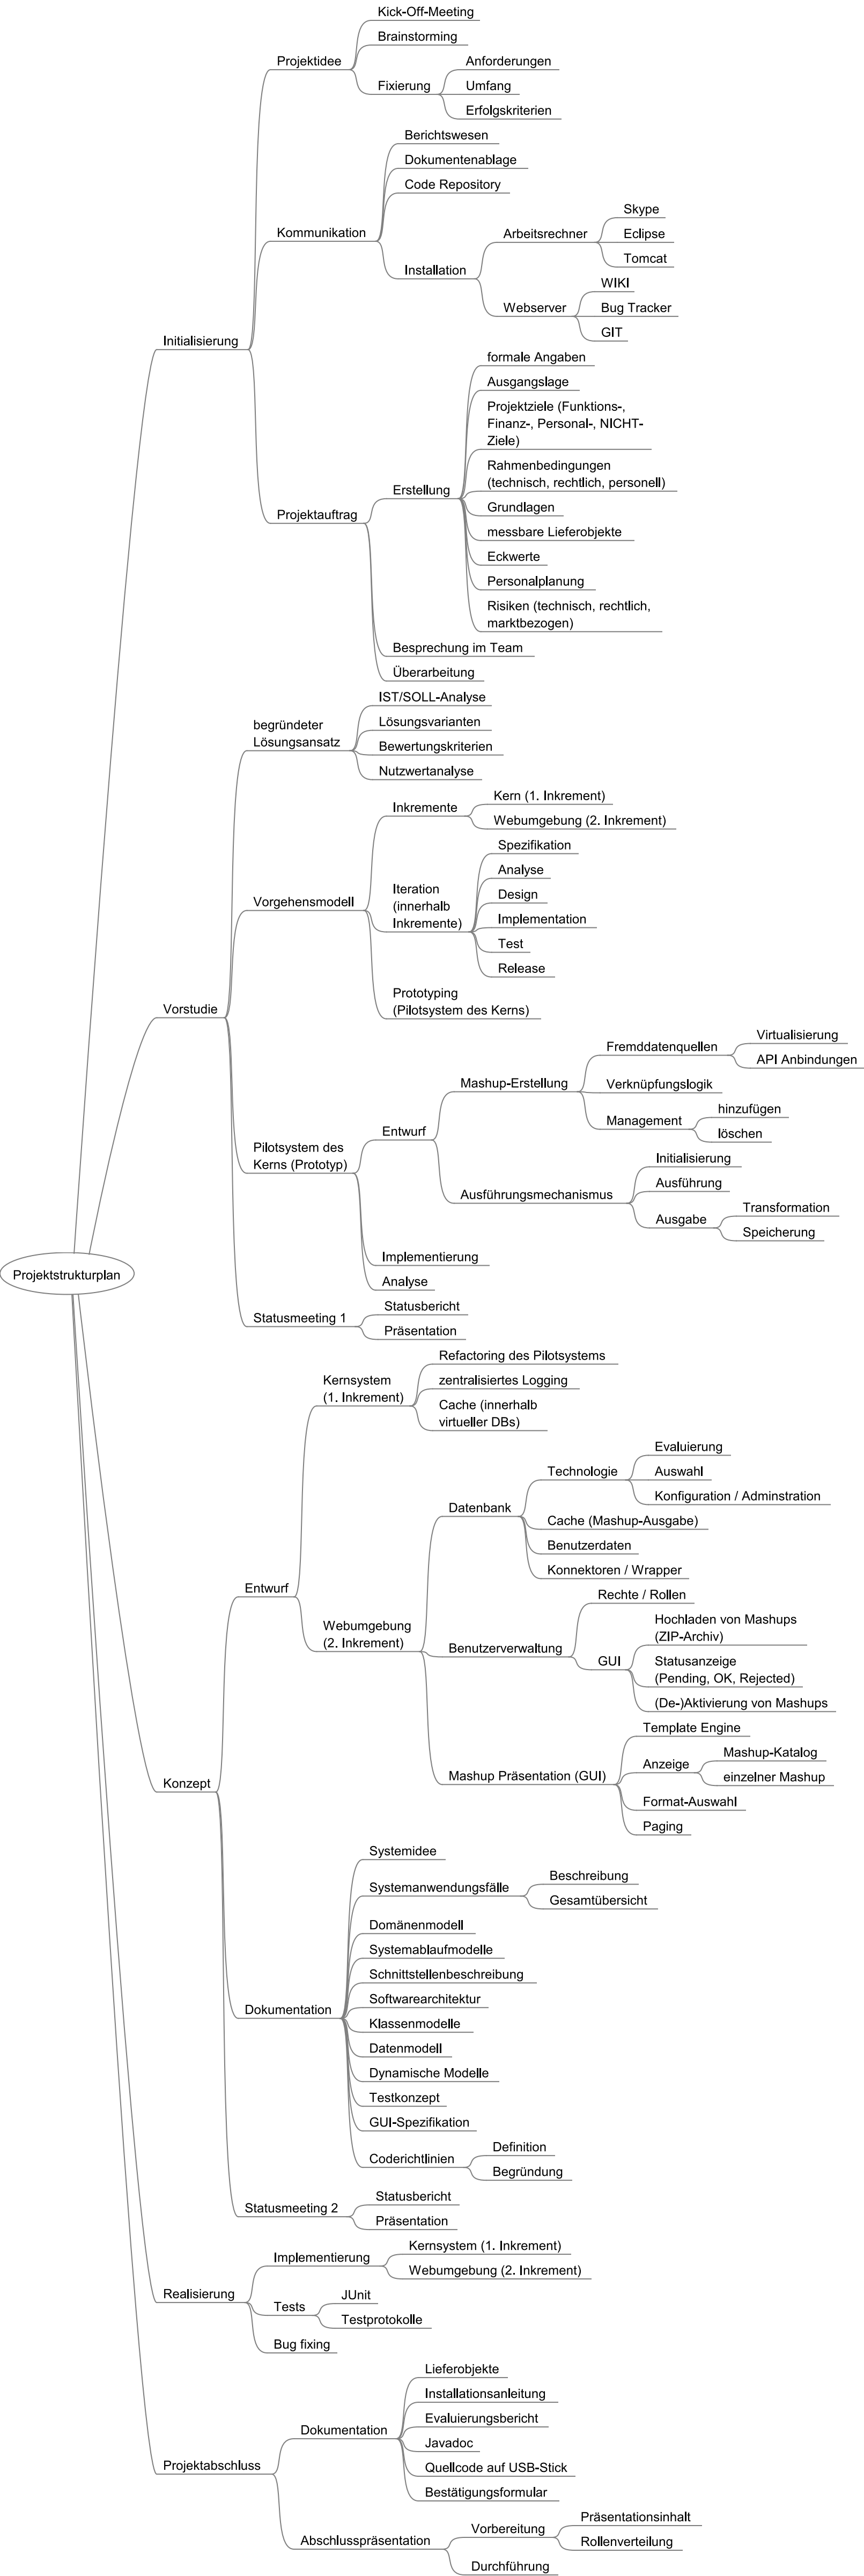 Kick-Off-Meeting
Brainstorming
Projektidee
Anforderungen
Fixierung
Umfang
Erfolgskriterien
Berichtswesen
Dokumentenablage
Code Repository
Kommunikation
Skype
Arbeitsrechner
Eclipse
Tomcat
Installation
WIKI
Webserver
Bug Tracker
GIT
Initialisierung
formale Angaben
Ausgangslage
Projektziele (Funktions-,
Finanz-, Personal-, NICHT-
Ziele)
Rahmenbedingungen
(technisch, rechtlich, personell)
Erstellung
Grundlagen
Projektauftrag
messbare Lieferobjekte
Eckwerte
Personalplanung
Risiken (technisch, rechtlich,
marktbezogen)
Besprechung im Team
Überarbeitung
begründeter
Lösungsansatz
IST/SOLL-Analyse
Lösungsvarianten
Bewertungskriterien
Nutzwertanalyse
Inkremente
Kern (1. Inkrement)
Webumgebung (2. Inkrement)
Vorgehensmodell
Iteration
(innerhalb
Inkremente)
Spezifikation
Analyse
Design
Implementation
Test
Release
Prototyping
(Pilotsystem des Kerns)
Vorstudie
Pilotsystem des
Kerns (Prototyp)
Entwurf
Mashup-Erstellung
Fremddatenquellen
Virtualisierung
API Anbindungen
Verknüpfungslogik
Management
hinzufügen
löschen
Ausführungsmechanismus
Initialisierung
Ausführung
Ausgabe
Transformation
Speicherung
Implementierung
Analyse
Projektstrukturplan
Statusmeeting 1
Statusbericht
Präsentation
Kernsystem
(1. Inkrement)
Refactoring des Pilotsystems
zentralisiertes Logging
Cache (innerhalb
virtueller DBs)
Entwurf
Webumgebung
(2. Inkrement)
Datenbank
Technologie
Evaluierung
Auswahl
Konfiguration / Adminstration
Cache (Mashup-Ausgabe)
Benutzerdaten
Konnektoren / Wrapper
Benutzerverwaltung
Rechte / Rollen
GUI
Hochladen von Mashups
(ZIP-Archiv)
Statusanzeige
(Pending, OK, Rejected)
(De-)Aktivierung von Mashups
Mashup Präsentation (GUI)
Template Engine
Anzeige
Mashup-Katalog
einzelner Mashup
Format-Auswahl
Paging
Konzept
Dokumentation
Systemidee
Systemanwendungsfälle
Beschreibung
Gesamtübersicht
Domänenmodell
Systemablaufmodelle
Schnittstellenbeschreibung
Softwarearchitektur
Klassenmodelle
Datenmodell
Dynamische Modelle
Testkonzept
GUI-Spezifikation
Coderichtlinien
Definition
Begründung
Statusmeeting 2
Statusbericht
Präsentation
Realisierung
Implementierung
Kernsystem (1. Inkrement)
Webumgebung (2. Inkrement)
Tests
JUnit
Testprotokolle
Bug fixing
Projektabschluss
Dokumentation
Lieferobjekte
Installationsanleitung
Evaluierungsbericht
Javadoc
Quellcode auf USB-Stick
Bestätigungsformular
Abschlusspräsentation
Vorbereitung
Präsentationsinhalt
Rollenverteilung
Durchführung